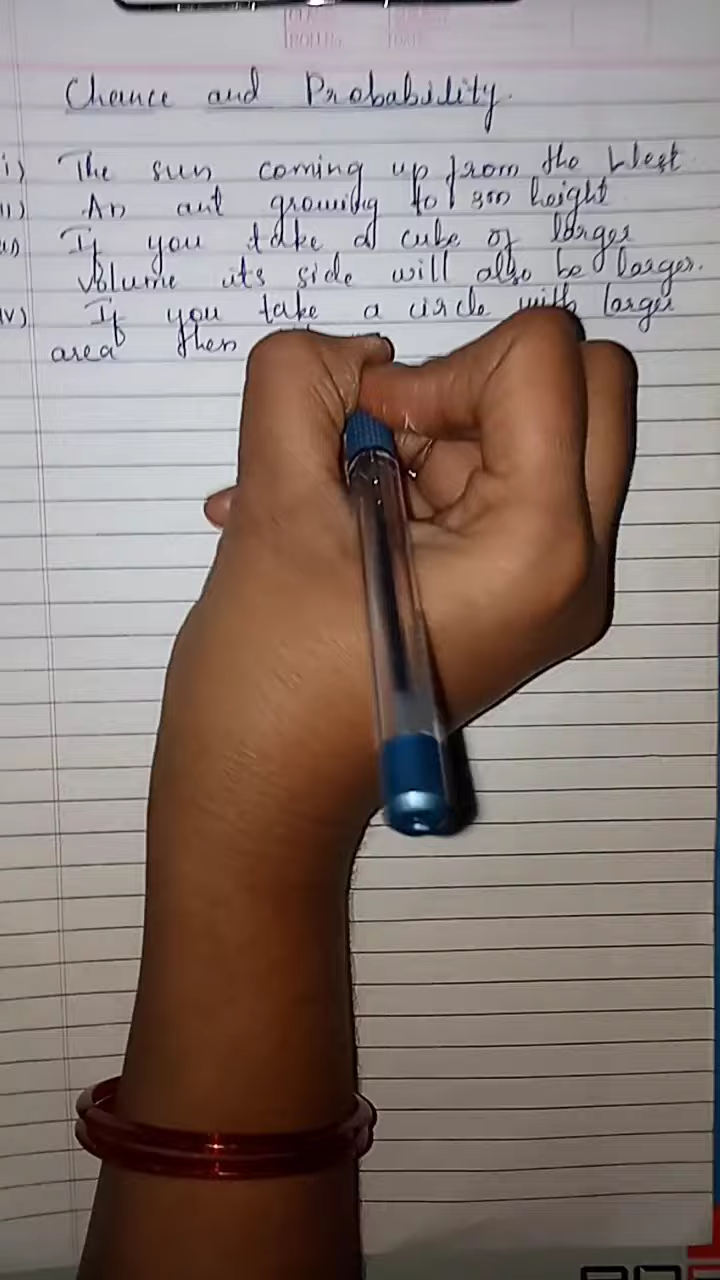 Chance and Probability.
i) The sun coming up from the West
ii) An ant growing to 3m height
iii) If you take a cube of larger
volume its side will also be larger.
iv) If you take a circle with larger
area then